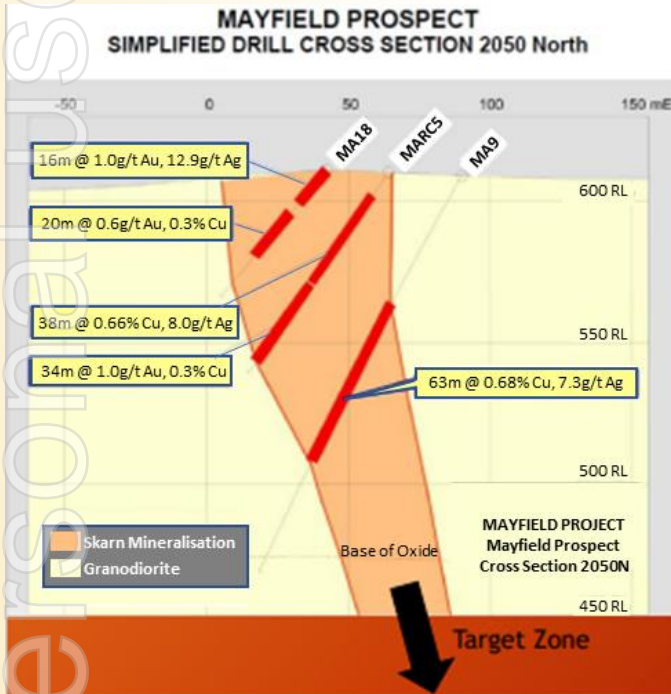 MAYFIELD PROSPECT
SIMPLIFIED DRILL CROSS SECTION 2050 North
-50 0 50 100 150 mE
MA18
MARC5
MA9
16m @ 1.0g/t Au, 12.9g/t Ag
600 RL
20m @ 0.6g/t Au, 0.3% Cu
38m @ 0.66% Cu, 8.0g/t Ag
550 RL
34m @ 1.0g/t Au, 0.3% Cu
63m @ 0.68% Cu, 7.3g/t Ag
500 RL
Skarn Mineralisation
Granodiorite
Base of Oxide
MAYFIELD PROJECT
Mayfield Prospect
Cross Section 2050N
450 RL
Target Zone
ersonal us